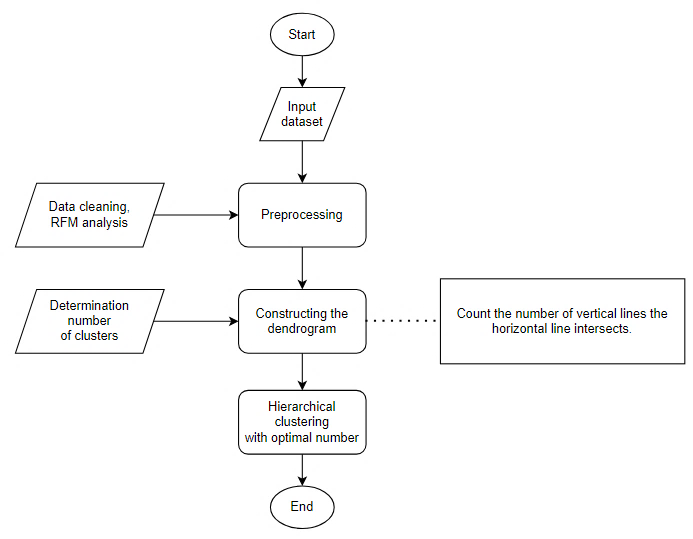 Start
Input
dataset
Data cleaning,
RFM analysis
Preprocessing
Determination
number
of clusters
Constructing the
dendrogram
Count the number of vertical lines the
horizontal line intersects.
Hierarchical
clustering
with optimal number
End